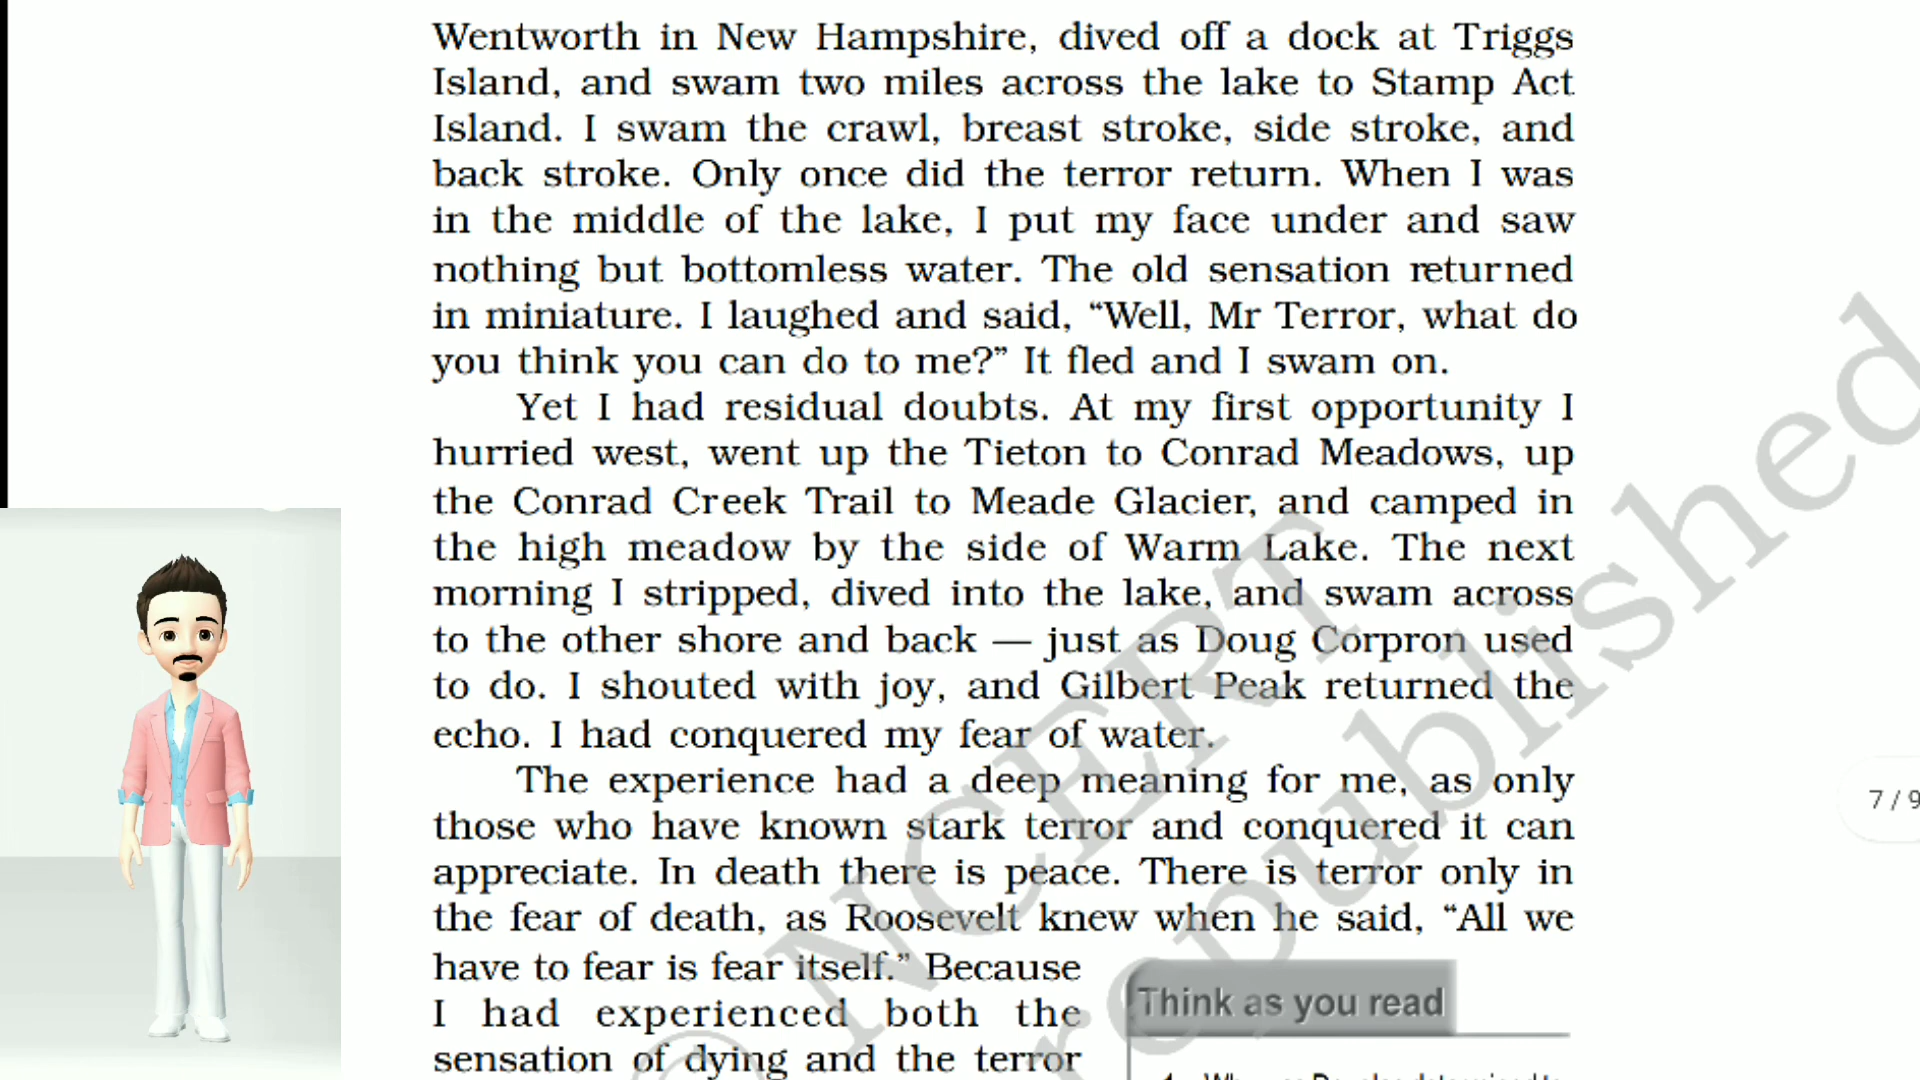 Wentworth in New Hampshire, dived off a dock at Triggs
Island, and swam two miles across the lake to Stamp Act
Island. I swam the crawl, breast stroke, side stroke, and
back stroke. Only once did the terror return. When I was
in the middle of the lake, I put my face under and saw
nothing but bottomless water. The old sensation returned
in miniature. I laughed and said, “Well, Mr Terror, what do
you think you can do to me?” It fled and I swam on.
Yet I had residual doubts. At my first opportunity I
hurried west, went up the Tieton to Conrad Meadows, up
the Conrad Creek Trail to Meade Glacier, and camped in
the high meadow by the side of Warm Lake. The next
morning I stripped, dived into the lake, and swam across
to the other shore and back — just as Doug Corpron used
to do. I shouted with joy, and Gilbert Peak returned the
echo. I had conquered my fear of water.
The experience had a deep meaning for me, as only
those who have known stark terror and conquered it can
appreciate. In death there is peace. There is terror only in
the fear of death, as Roosevelt knew when he said, “All we
have to fear is fear itself.” Because
I had experienced both the
sensation of dying and the terror
Think as you read
7 / 9
© NCERT
republished